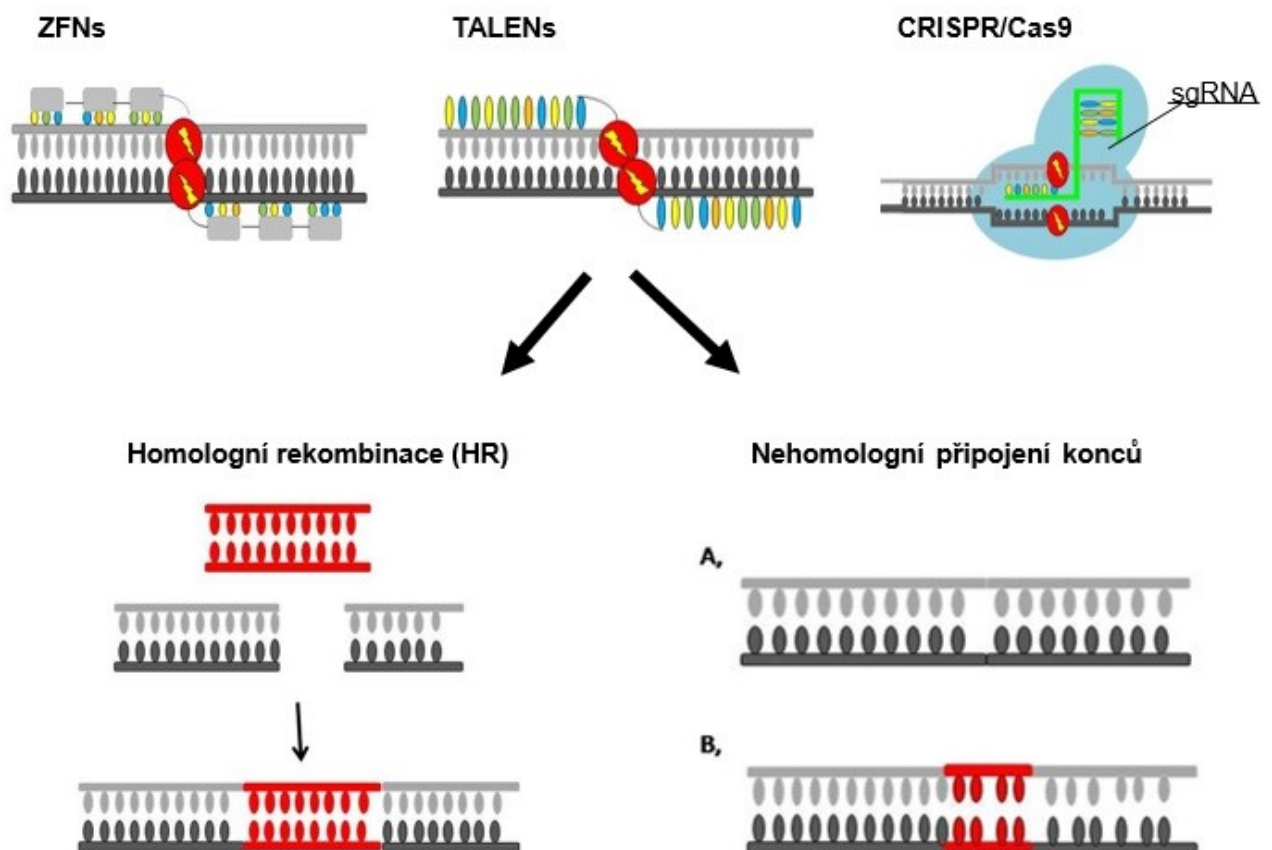 ZFNs
TALENs
CRISPR/Cas9
sgRNA
Homologní rekombinace (HR)
Nehomologní připojení konců
A,
B,